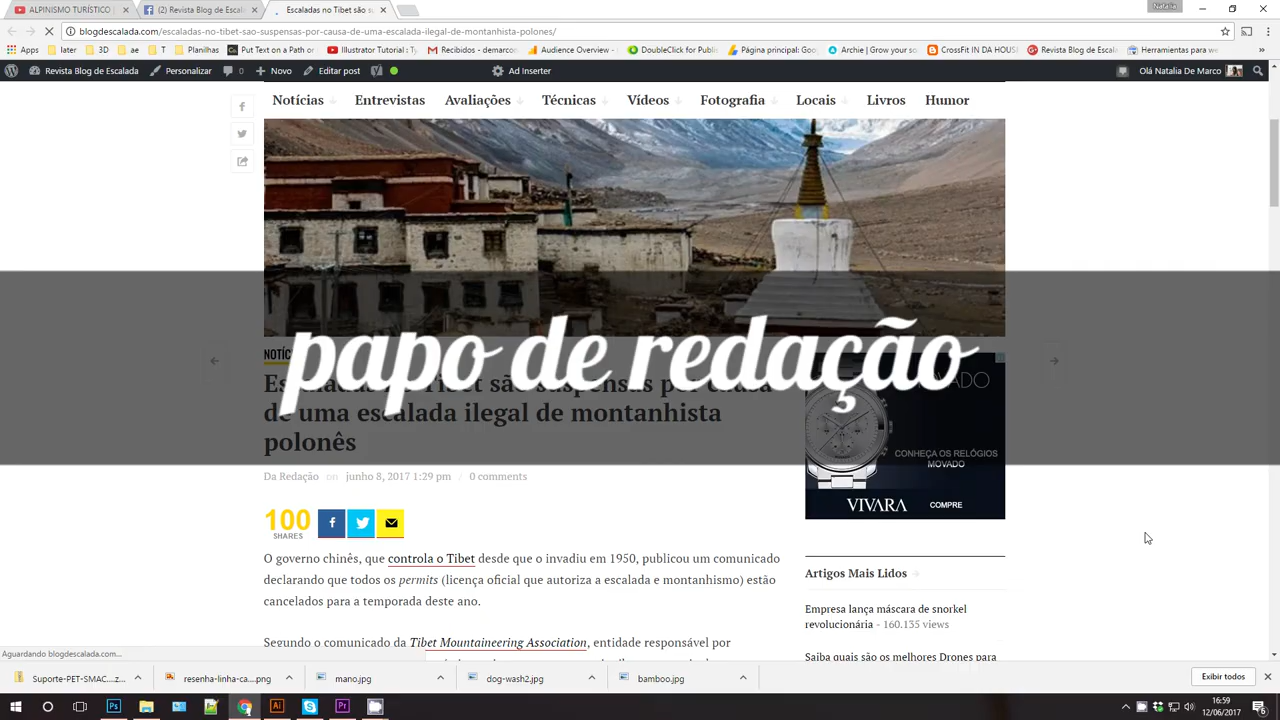 ALPINISMO TURÍSTICO
(2) Revista Blog de Escal
Escaladas no Tibet são su
Natalia
blogdescalada.com/escaladas-no-tibet-sao-suspensas-por-causa-de-uma-escalada-ilegal-de-montanhista-polones/
Apps later 30 ae T Planilhas Put Text on a Path or Illustrator Tutorial : Ty Recibidos - demarcor Audience Overview - DoubleClick for Publis Página principal: Goog Archie | Grow your so CrossFit IN DA HOUS Revista Blog de Escala Herramientas para we
Revista Blog de Escalada Personalizar 0 Novo Editar post Ad Inserter Olá Natalia De Marco
Notícias Entrevistas Avaliações Técnicas Vídeos Fotografia Locais Livros Humor
papo de redação
de uma escalada ilegal de montanhista
polonês
Da Redação on junho 8, 2017 1:29 pm / 0 comments
CONHEÇA OS RELÓGIOS
MOVADO
VIVARA COMPRE
100
SHARES
O governo chinês, que controla o Tibet desde que o invadiu em 1950, publicou um comunicado
declarando que todos os permits (licença oficial que autoriza a escalada e montanhismo) estão
cancelados para a temporada deste ano.
Segundo o comunicado da Tibet Mountaineering Association, entidade responsável por
Artigos Mais Lidos
Empresa lança máscara de snorkel
revolucionária - 160.135 views
Saiba quais são os melhores Drones para
Aguardando blogdescalada.com...
Suporte-PET-SMAC....z... resenha-linha-ca....png mano.jpg dog-wash2.jpg bamboo.jpg Exibir todos
16:59
12/06/2017